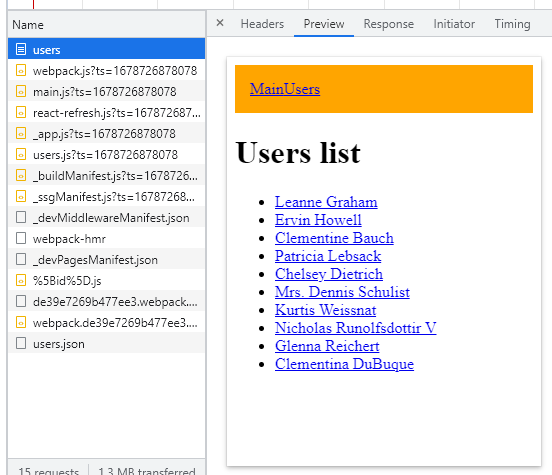 Name
users
webpack.js?ts=1678726878078
main.js?ts=1678726878078
react-refresh.js?ts=167872687...
_app.js?ts=1678726878078
users.js?ts=1678726878078
_buildManifest.js?ts=16787268...
_ssgManifest.js?ts=16787268...
_devMiddlewareManifest.json
webpack-hmr
_devPagesManifest.json
%5Bid%5D.js
de39e7269b477ee3.webpack....
webpack.de39e7269b477ee3....
users.json
15 requests
1.3 MB transferred
× Headers Preview Response Initiator Timing
MainUsers
Users list
• Leanne Graham
• Ervin Howell
• Clementine Bauch
• Patricia Lebsack
• Chelsey Dietrich
• Mrs. Dennis Schulist
• Kurtis Weissnat
• Nicholas Runolfsdottir V
• Glenna Reichert
• Clementina DuBuque